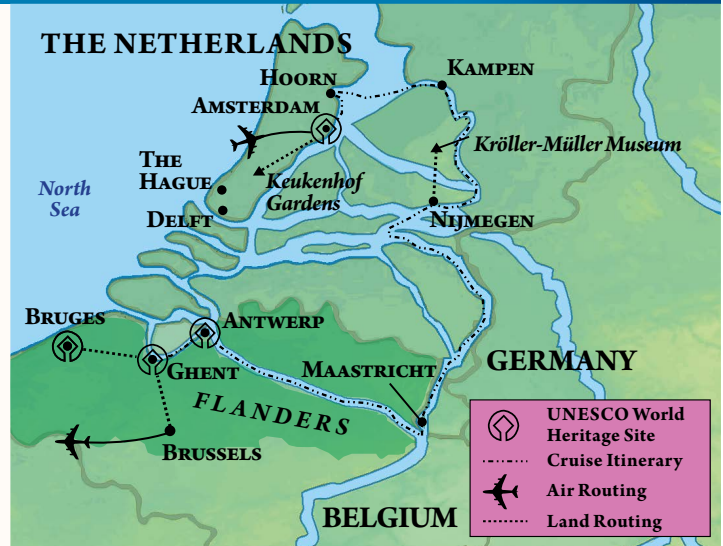 THE NETHERLANDS
HOORN
KAMPEN
AMSTERDAM
Kröller-Müller Museum
THE
HAGUE
Keukenhof
Gardens
North
Sea
DELFT
NIJMEGEN
BRUGES
ANTWERP
GHENT
MAASTRICHT
GERMANY
FLANDERS
BRUSSELS
BELGIUM
UNESCO World
Heritage Site
Cruise Itinerary
Air Routing
Land Routing